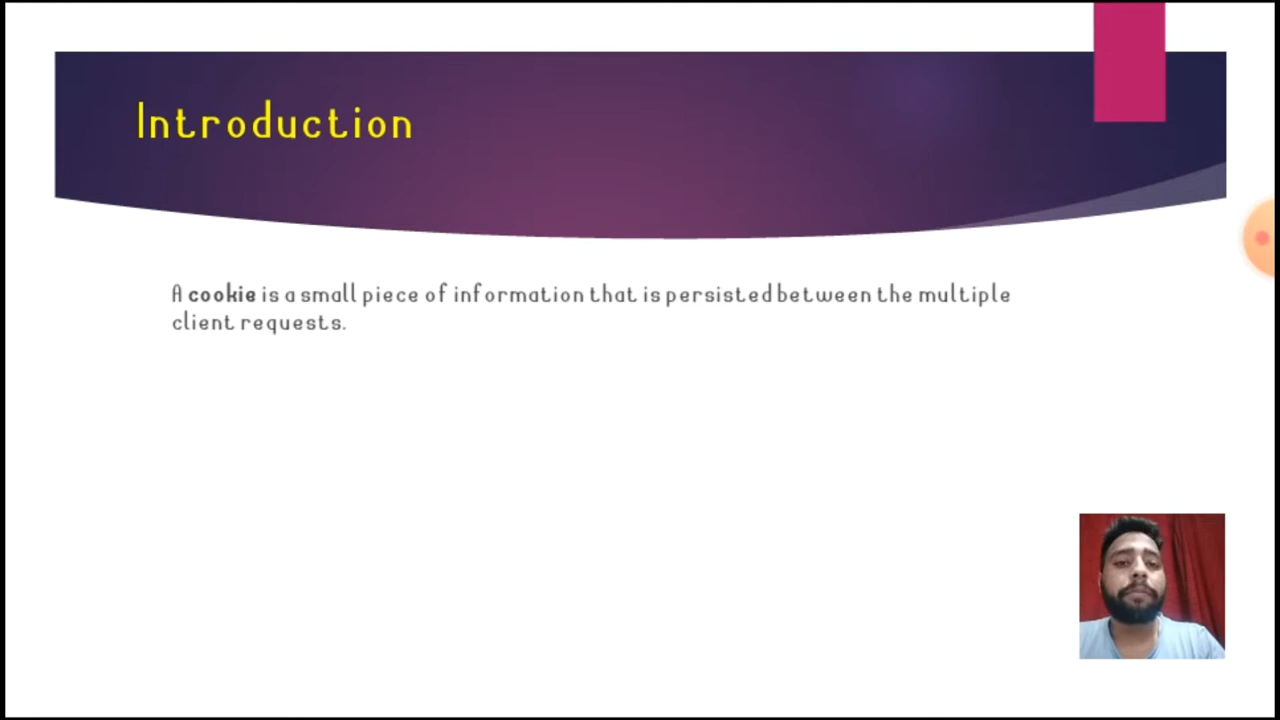 Introduction
A cookie is a small piece of information that is persisted between the multiple
client requests.